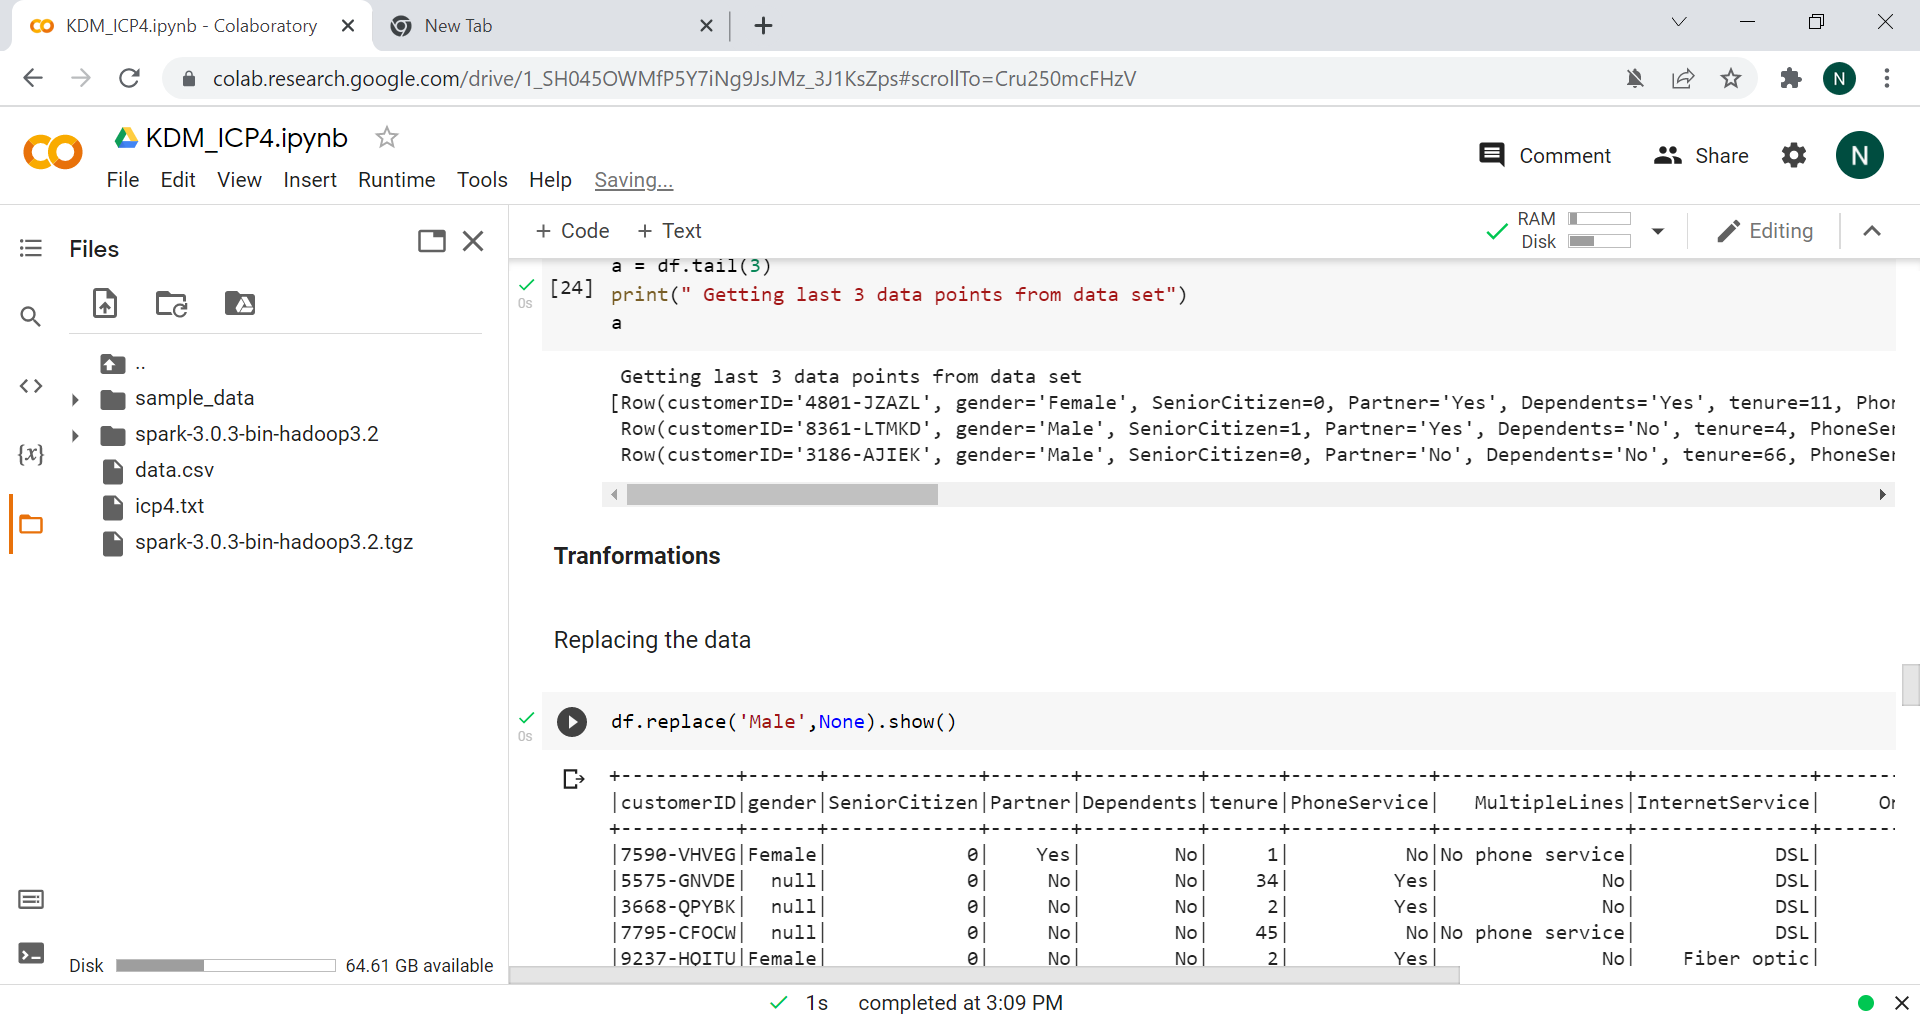 KDM_ICP4.ipynb - Colaboratory
New Tab
colab.research.google.com/drive/1_SH045OWMfP5Y7iNg9JsJMz_3J1KsZps#scrollTo=Cru250mcFHzV
N
KDM_ICP4.ipynb
File Edit View Insert Runtime Tools Help Saving...
Comment Share N
Files
+ Code + Text
RAM
Disk
Editing
..
sample_data
spark-3.0.3-bin-hadoop3.2
data.csv
icp4.txt
spark-3.0.3-bin-hadoop3.2.tgz
Disk 64.61 GB available
0s
[24]
a = df.tail(3)
print(" Getting last 3 data points from data set")
a
Getting last 3 data points from data set
[Row(customerID='4801-JZAZL', gender='Female', SeniorCitizen=0, Partner='Yes', Dependents='Yes', tenure=11, Phor
Row(customerID='8361-LTMKD', gender='Male', SeniorCitizen=1, Partner='Yes', Dependents='No', tenure=4, PhoneSer
Row(customerID='3186-AJIEK', gender='Male', SeniorCitizen=0, Partner='No', Dependents='No', tenure=66, PhoneSer
Tranformations
Replacing the data
0s
df.replace('Male',None).show()
+----------+------+-------------+-------+----------+------+------------+----------------+---------------+------
|customerID|gender|SeniorCitizen|Partner|Dependents|tenure|PhoneService|   MultipleLines|InternetService|     Or
+----------+------+-------------+-------+----------+------+------------+----------------+---------------+------
|7590-VHVEG|Female|            0|    Yes|        No|     1|          No|No phone service|            DSL|
|5575-GNVDE|  null|            0|     No|        No|    34|         Yes|              No|            DSL|
|3668-QPYBK|  null|            0|     No|        No|     2|         Yes|              No|            DSL|
|7795-CFOCW|  null|            0|     No|        No|    45|          No|No phone service|            DSL|
|9237-HQITU|Female|            0|     No|        No|     2|         Yes|              No|    Fiber optic|
1s completed at 3:09 PM